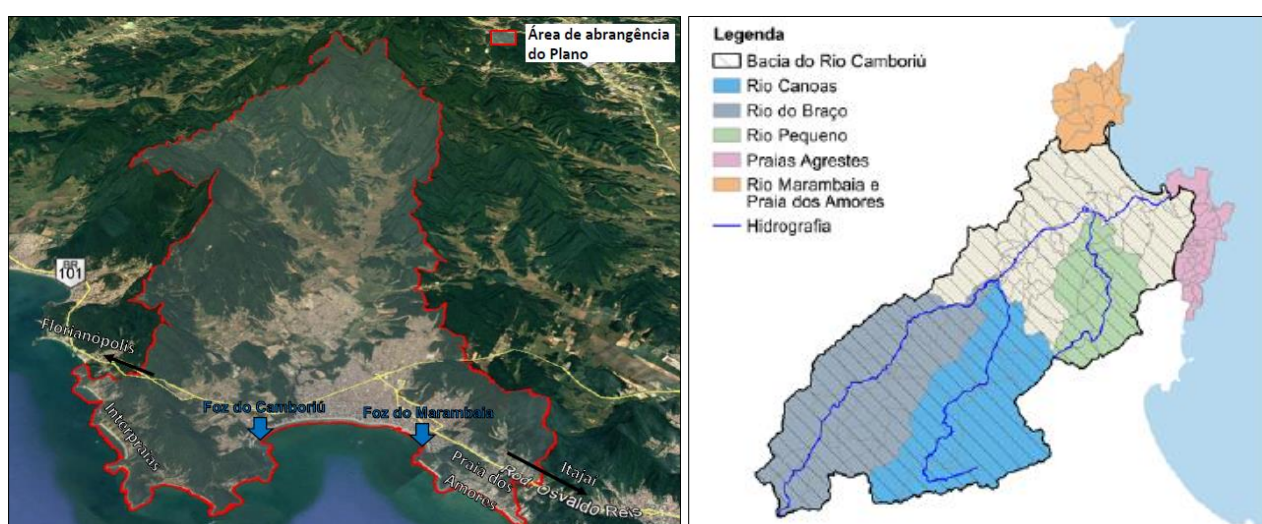 Área de abrangência
do Plano
BR
101
Florianópolis
Interpraias
Foz do Camboriú
Foz do Marambaia
Praia dos
Amores
Rod. Osvaldo Reis
Itajaí
Legenda
Bacia do Rio Camboriú
Rio Canoas
Rio do Braço
Rio Pequeno
Praias Agrestes
Rio Marambaia e
Praia dos Amores
Hidrografia